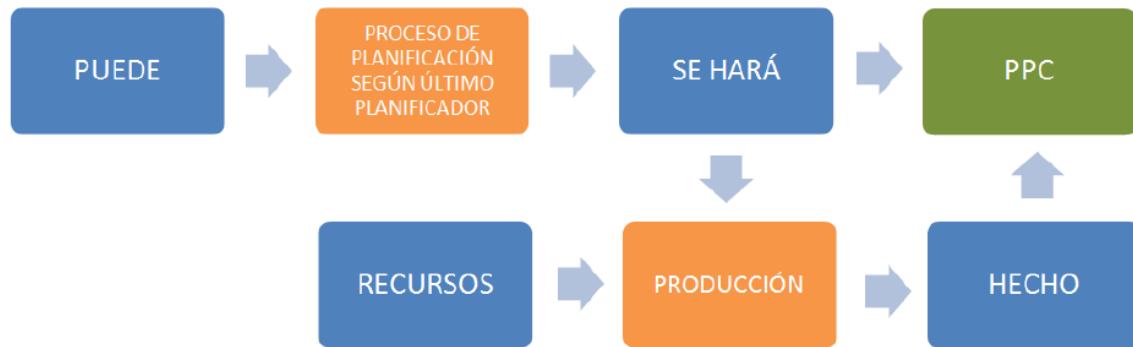 PUEDE
PROCESO DE
PLANIFICACIÓN
SEGÚN ÚLTIMO
PLANIFICADOR
SE HARÁ
PPC
RECURSOS
PRODUCCIÓN
HECHO